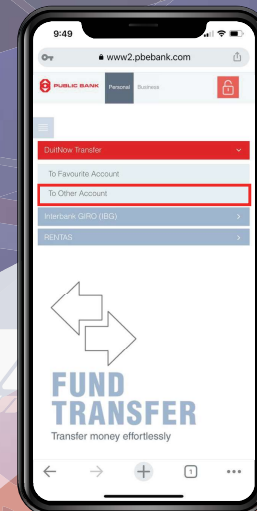 9:49
www2.pbebank.com
PUBLIC BANK Personal Business
DuitNow Transfer
To Favourite Account
To Other Account
Interbank GIRO (IBG)
RENTAS
FUND
TRANSFER
Transfer money effortlessly
1